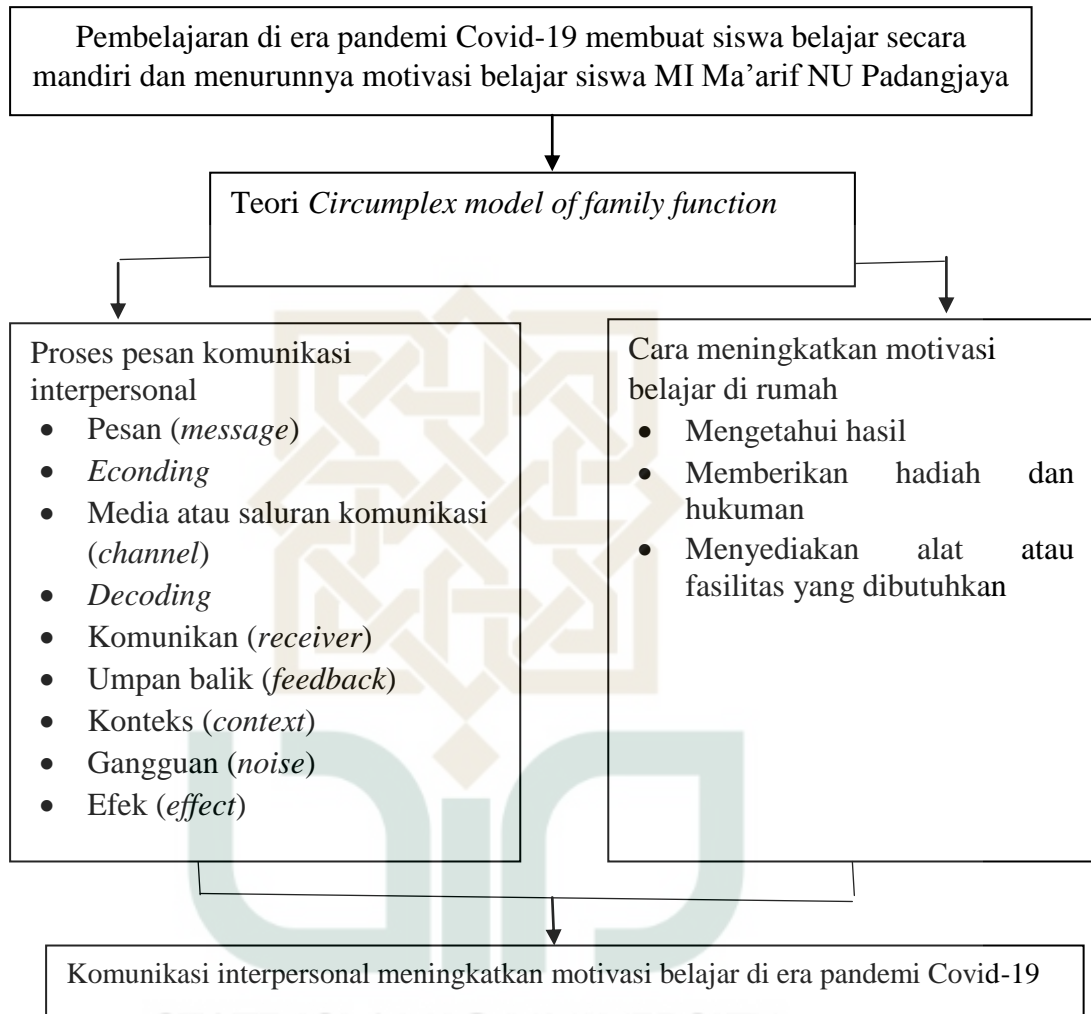 Pembelajaran di era pandemi Covid-19 membuat siswa belajar secara
mandiri dan menurunnya motivasi belajar siswa MI Ma’arif NU Padangjaya
Teori Circumplex model of family function
Proses pesan komunikasi
interpersonal
• Pesan (message)
• Econding
• Media atau saluran komunikasi
(channel)
• Decoding
• Komunikan (receiver)
• Umpan balik (feedback)
• Konteks (context)
• Gangguan (noise)
• Efek (effect)
Cara meningkatkan motivasi
belajar di rumah
• Mengetahui hasil
• Memberikan hadiah dan
hukuman
• Menyediakan alat atau
fasilitas yang dibutuhkan
Komunikasi interpersonal meningkatkan motivasi belajar di era pandemi Covid-19